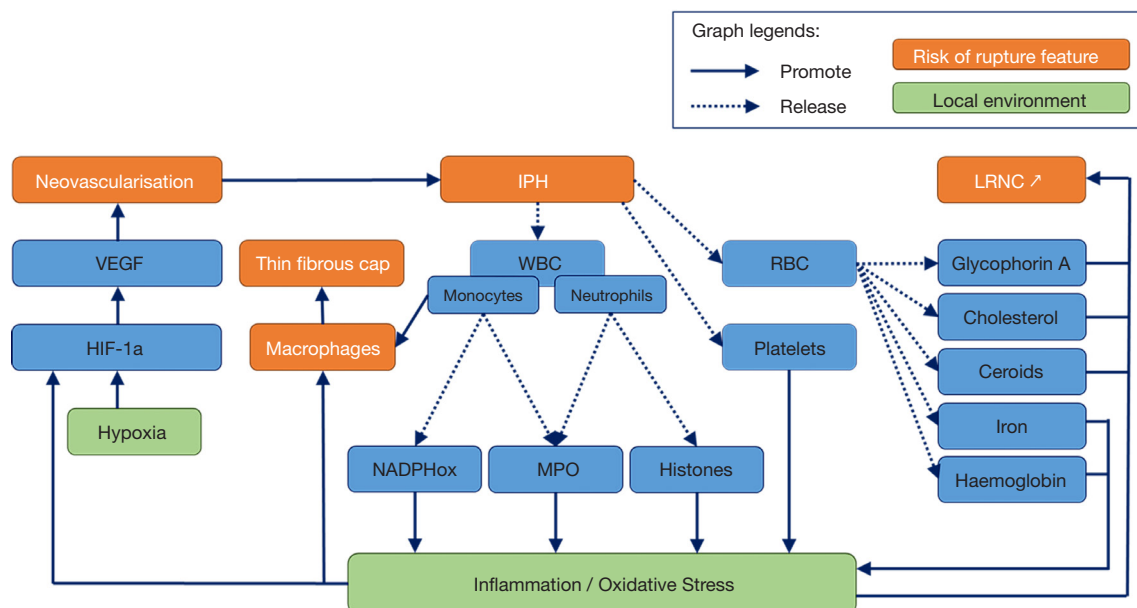 Graph legends:
Promote
Release
Risk of rupture feature
Local environment
Neovascularisation
IPH
LRNC ↗
VEGF
Thin fibrous cap
WBC
Monocytes
Neutrophils
RBC
Glycophorin A
Cholesterol
HIF-1a
Macrophages
Platelets
Ceroids
Hypoxia
Iron
NADPHox
MPO
Histones
Haemoglobin
Inflammation / Oxidative Stress